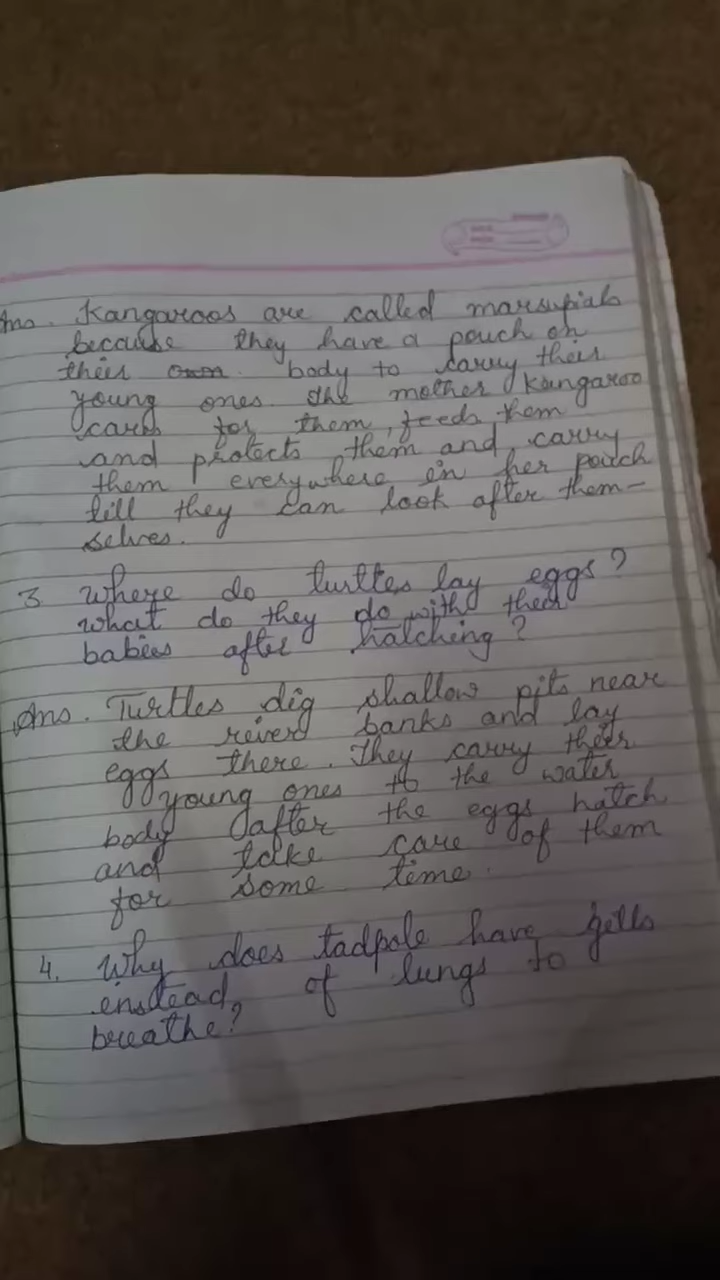 Ans. Kangaroos are called marsupials
because they have a pouch on
their body to carry their
young ones the mother Kangaroo
cares for them, feeds them
and protects them and carry
them everywhere in her pouch
till they can look after them-
selves.
3 Where do turtles lay eggs?
what do they do with their
babies after hatching?
Ans. Turtles dig shallow pits near
the river banks and lay
eggs there. They carry their
young ones to the water
body after the eggs hatch
and take care of them
for some time.
4. Why does tadpole have gills
instead of lungs to
breathe?